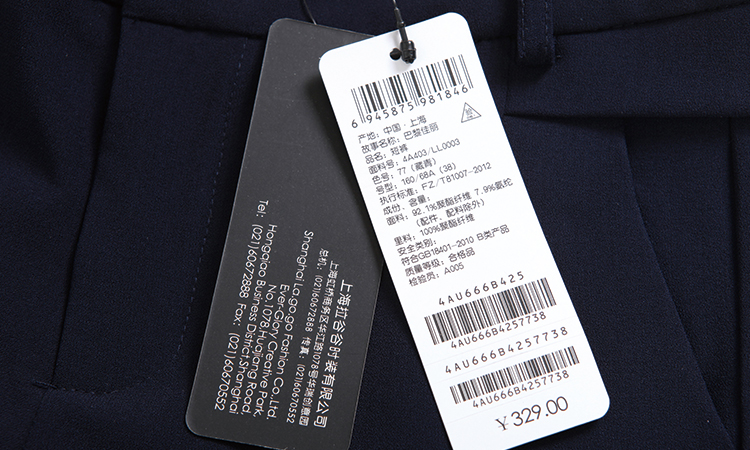 6 945875 981846
产地：中国·上海
故事名称：巴黎佳丽
品名：短裤
面料号：4A403/LL0003
色号：77（藏青）
号型：160/68A（38）
执行标准：FZ/T81007-2012
成份、含量：
面料：92.1%聚酯纤维 7.9%氨纶
（配件、配料除外）
里料：100%聚酯纤维
安全类别：
符合GB18401-2010 B类产品
质量等级：合格品
检验员：A005
4AU666B425
4AU666B4257738
4AU666B4257738
4AU666B4257738
¥329.00
上海拉谷谷时装有限公司
上海虹桥商务区华江路1078号华瑞创意园
总机：(021)60672888 传真：(021)60670552
Shanghai La.go.go Fashion Co.,Ltd.
Ever-Glory Creative Park,
No.1078,Huajiang Road,
Hongqiao Business District,Shanghai
Tel: (021)60672888 Fax: (021)60670552